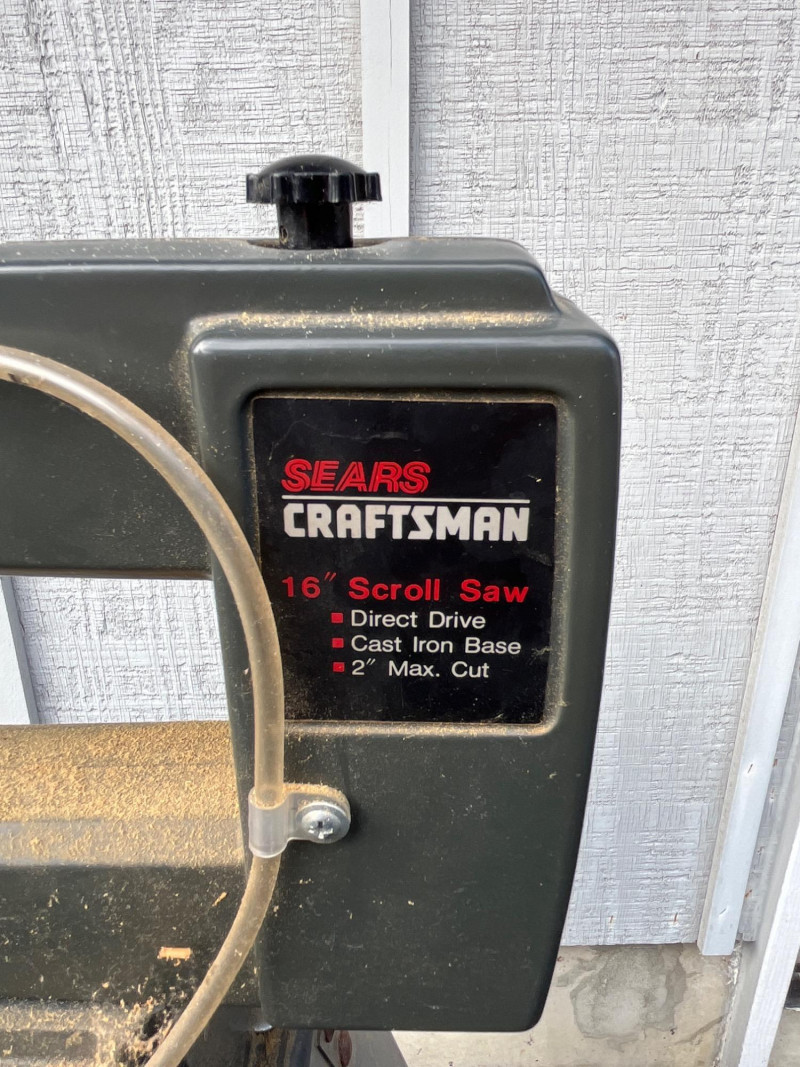 SEARS
CRAFTSMAN
16" Scroll Saw
Direct Drive
Cast Iron Base
2" Max. Cut